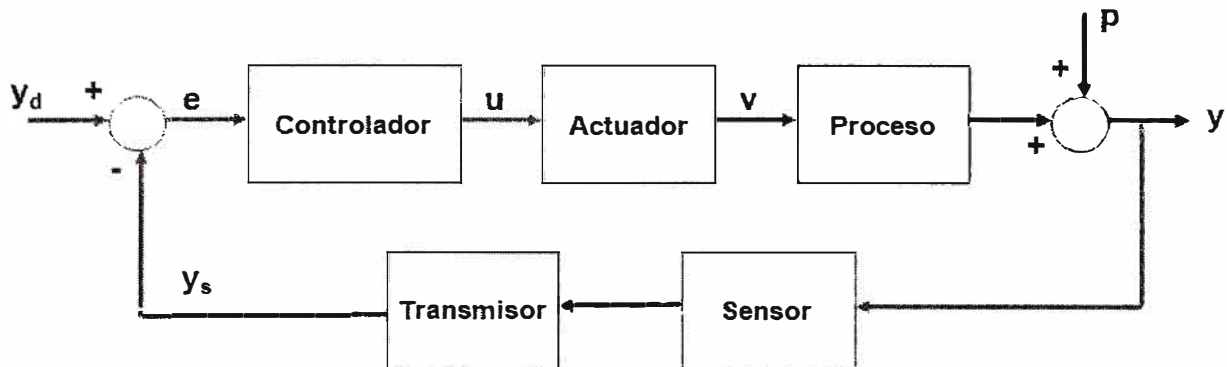 p
y_d + e Controlador u Actuador v Proceso + + y
-
y_s Transmisor Sensor